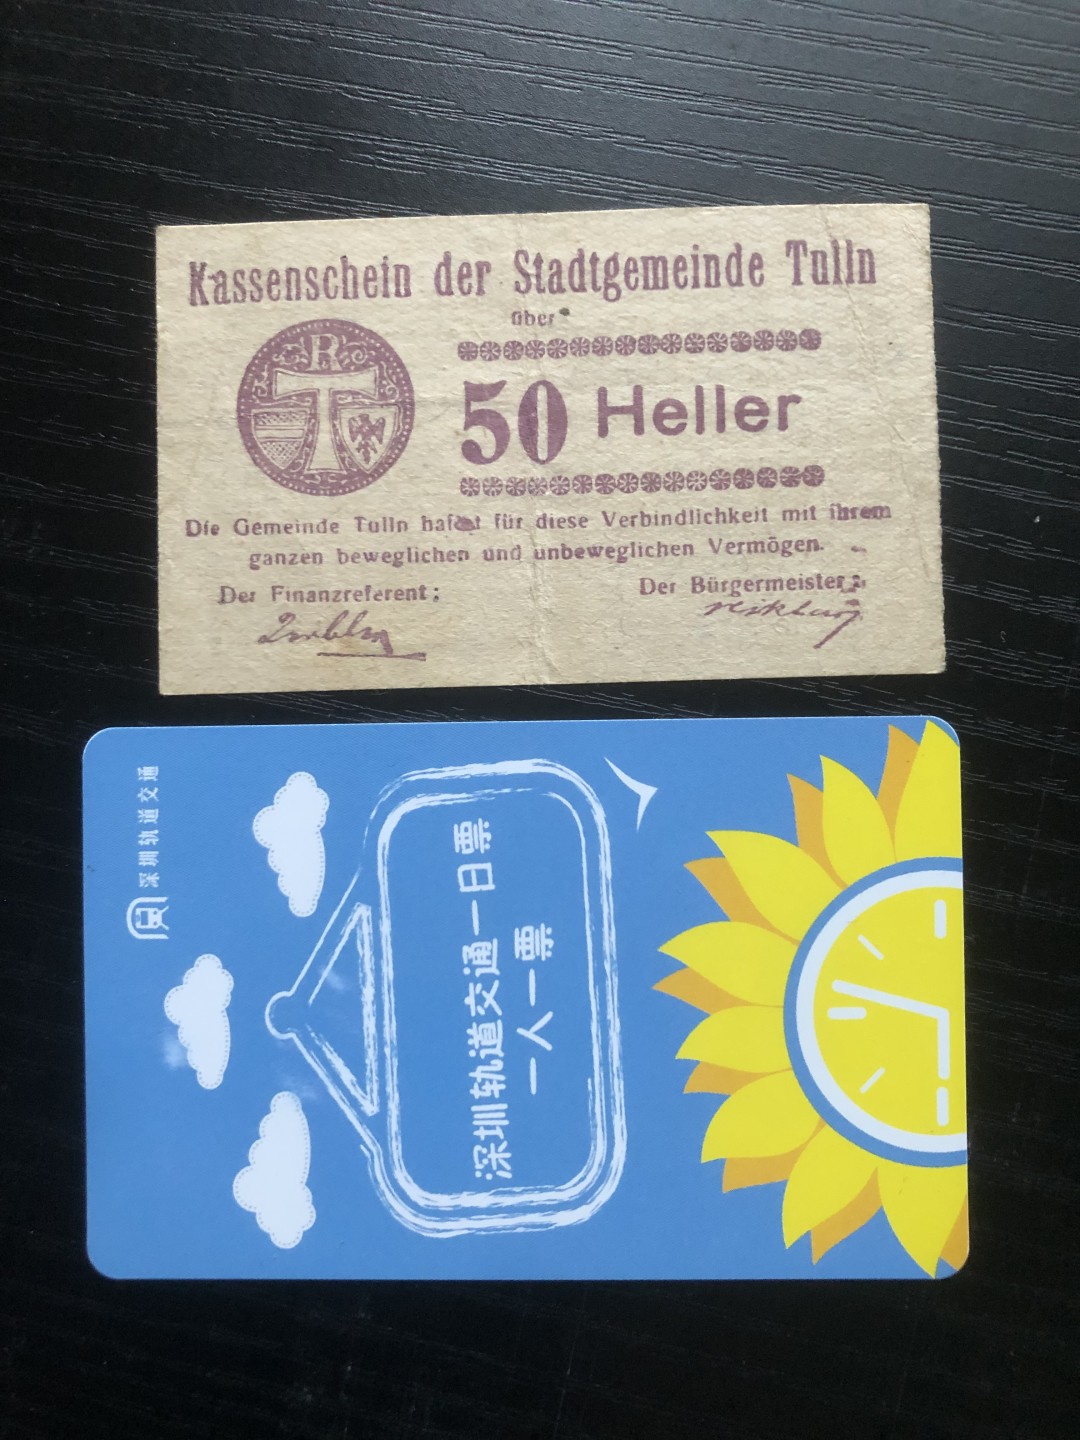 Kassenschein der Stadtgemeinde Tulln
über
50 Heller
R
T
Die Gemeinde Tulln haftet für diese Verbindlichkeit mit ihrem
ganzen beweglichen und unbeweglichen Vermögen.
Der Finanzreferent:
Der Bürgermeister:
深圳轨道交通
深圳轨道交通一日票
一人一票